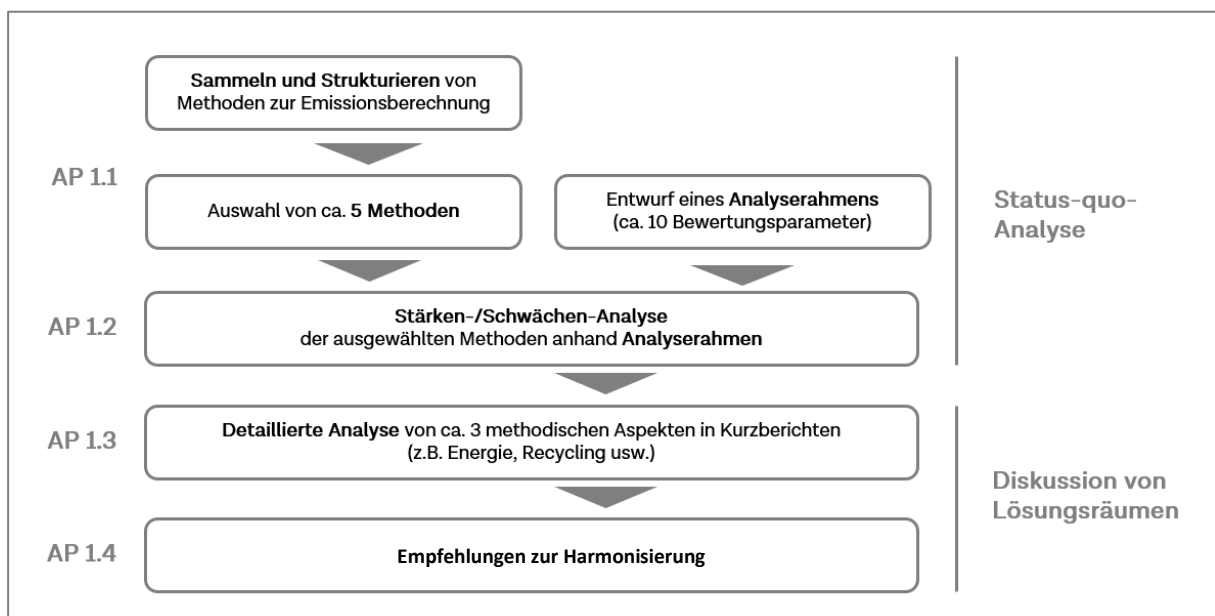 Sammeln und Strukturieren von
Methoden zur Emissionsberechnung
AP 1.1
Auswahl von ca. 5 Methoden
Entwurf eines Analyserahmens
(ca. 10 Bewertungsparameter)
Status-quo-
Analyse
AP 1.2
Stärken-/Schwächen-Analyse
der ausgewählten Methoden anhand Analyserahmen
AP 1.3
Detaillierte Analyse von ca. 3 methodischen Aspekten in Kurzberichten
(z.B. Energie, Recycling usw.)
Diskussion von
Lösungsräumen
AP 1.4
Empfehlungen zur Harmonisierung